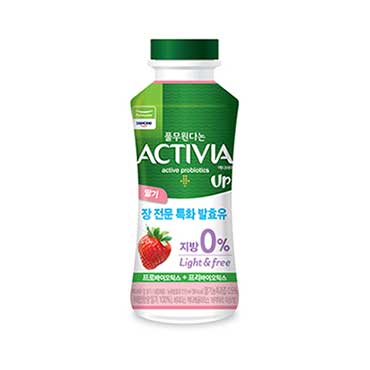 Pulmuone
DANONE
풀무원다논
ACTIVIA
active probiotics
up
딸기
장 전문 특화 발효유
지방 0%
Light & free
프로바이오틱스 + 프리바이오틱스